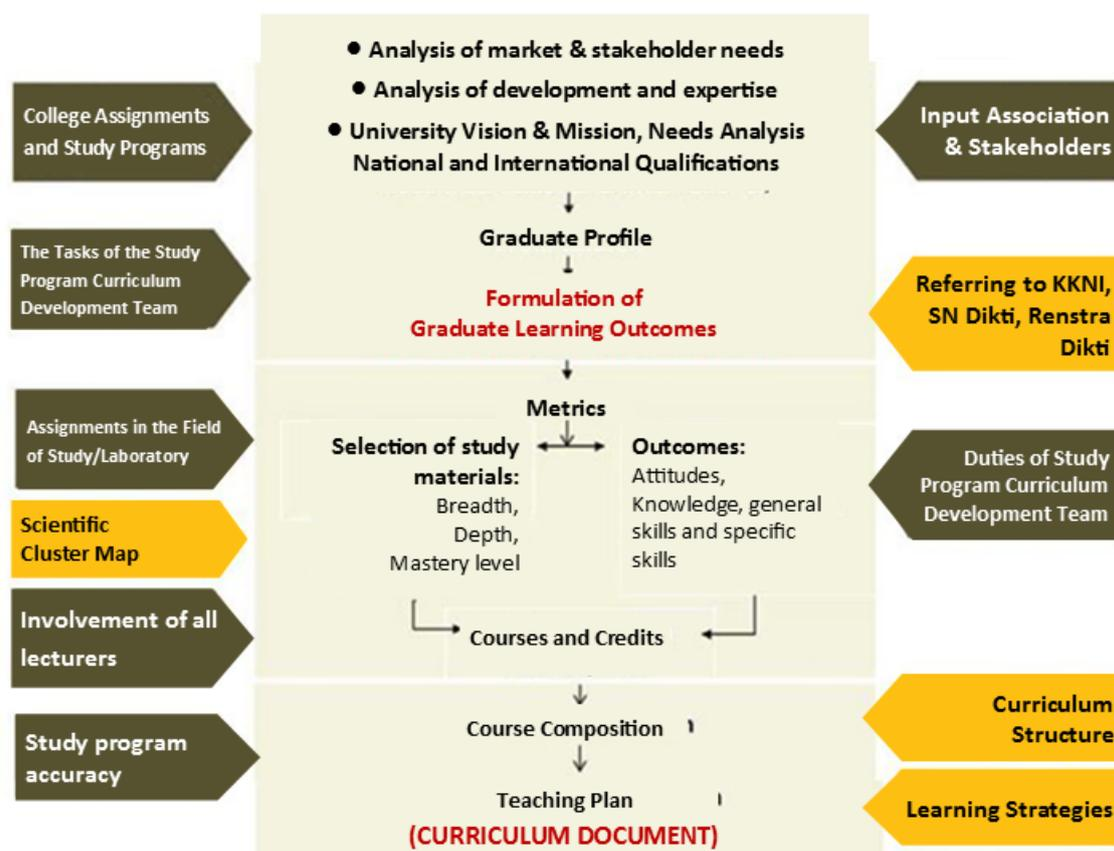 ● Analysis of market & stakeholder needs
● Analysis of development and expertise
● University Vision & Mission, Needs Analysis
National and International Qualifications
College Assignments
and Study Programs
Input Association
& Stakeholders
Graduate Profile
The Tasks of the Study
Program Curriculum
Development Team
Formulation of
Graduate Learning Outcomes
Referring to KKNI,
SN Dikti, Renstra
Dikti
Metrics
Assignments in the Field
of Study/Laboratory
Selection of study
materials:
Breadth,
Depth,
Mastery level
Outcomes:
Attitudes,
Knowledge, general
skills and specific
skills
Duties of Study
Program Curriculum
Development Team
Scientific
Cluster Map
Involvement of all
lecturers
Courses and Credits
Study program
accuracy
Course Composition
Curriculum
Structure
Teaching Plan
(CURRICULUM DOCUMENT)
Learning Strategies